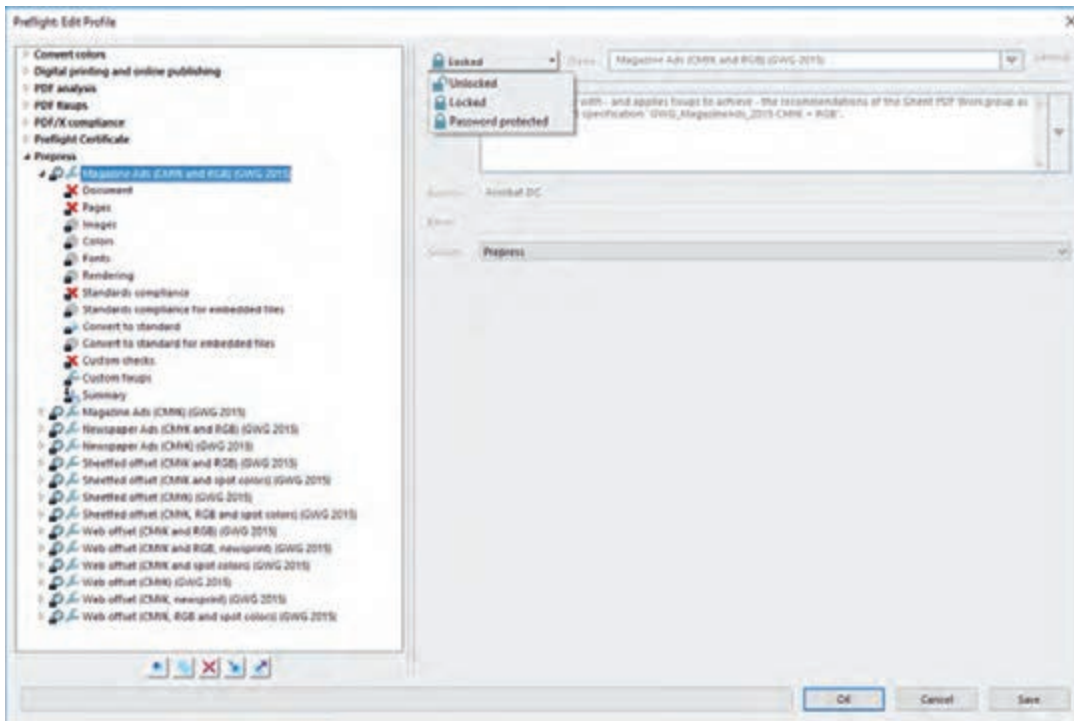 Preflight: Edit Profile
Convert colors
Digital printing and online publishing
PDF analysis
PDF fixups
PDF/X compliance
Preflight Certificate
Prepress
Magazine Ads (CMYK and RGB) (GWG 2015)
Document
Pages
Images
Colors
Fonts
Rendering
Standards compliance
Standards compliance for embedded files
Convert to standard
Convert to standard for embedded files
Custom checks
Custom fixups
Summary
Magazine Ads (CMYK) (GWG 2015)
Newspaper Ads (CMYK and RGB) (GWG 2015)
Newspaper Ads (CMYK) (GWG 2015)
Sheetfed offset (CMYK and RGB) (GWG 2015)
Sheetfed offset (CMYK and spot colors) (GWG 2015)
Sheetfed offset (CMYK) (GWG 2015)
Sheetfed offset (CMYK, RGB and spot colors) (GWG 2015)
Web offset (CMYK and RGB) (GWG 2015)
Web offset (CMYK and RGB, newsprint) (GWG 2015)
Web offset (CMYK and spot colors) (GWG 2015)
Web offset (CMYK) (GWG 2015)
Web offset (CMYK, newsprint) (GWG 2015)
Web offset (CMYK, RGB and spot colors) (GWG 2015)
Locked
Magazine Ads (CMYK and RGB) (GWG 2015)
Unlocked
Locked
Password protected
with - and applies fixups to achieve - the recommendations of the Ghent PDF Workgroup as
specification 'GWG_MagazineAds_2015 CMYK + RGB'.
Acrobat DC
Email
Prepress
OK Cancel Save